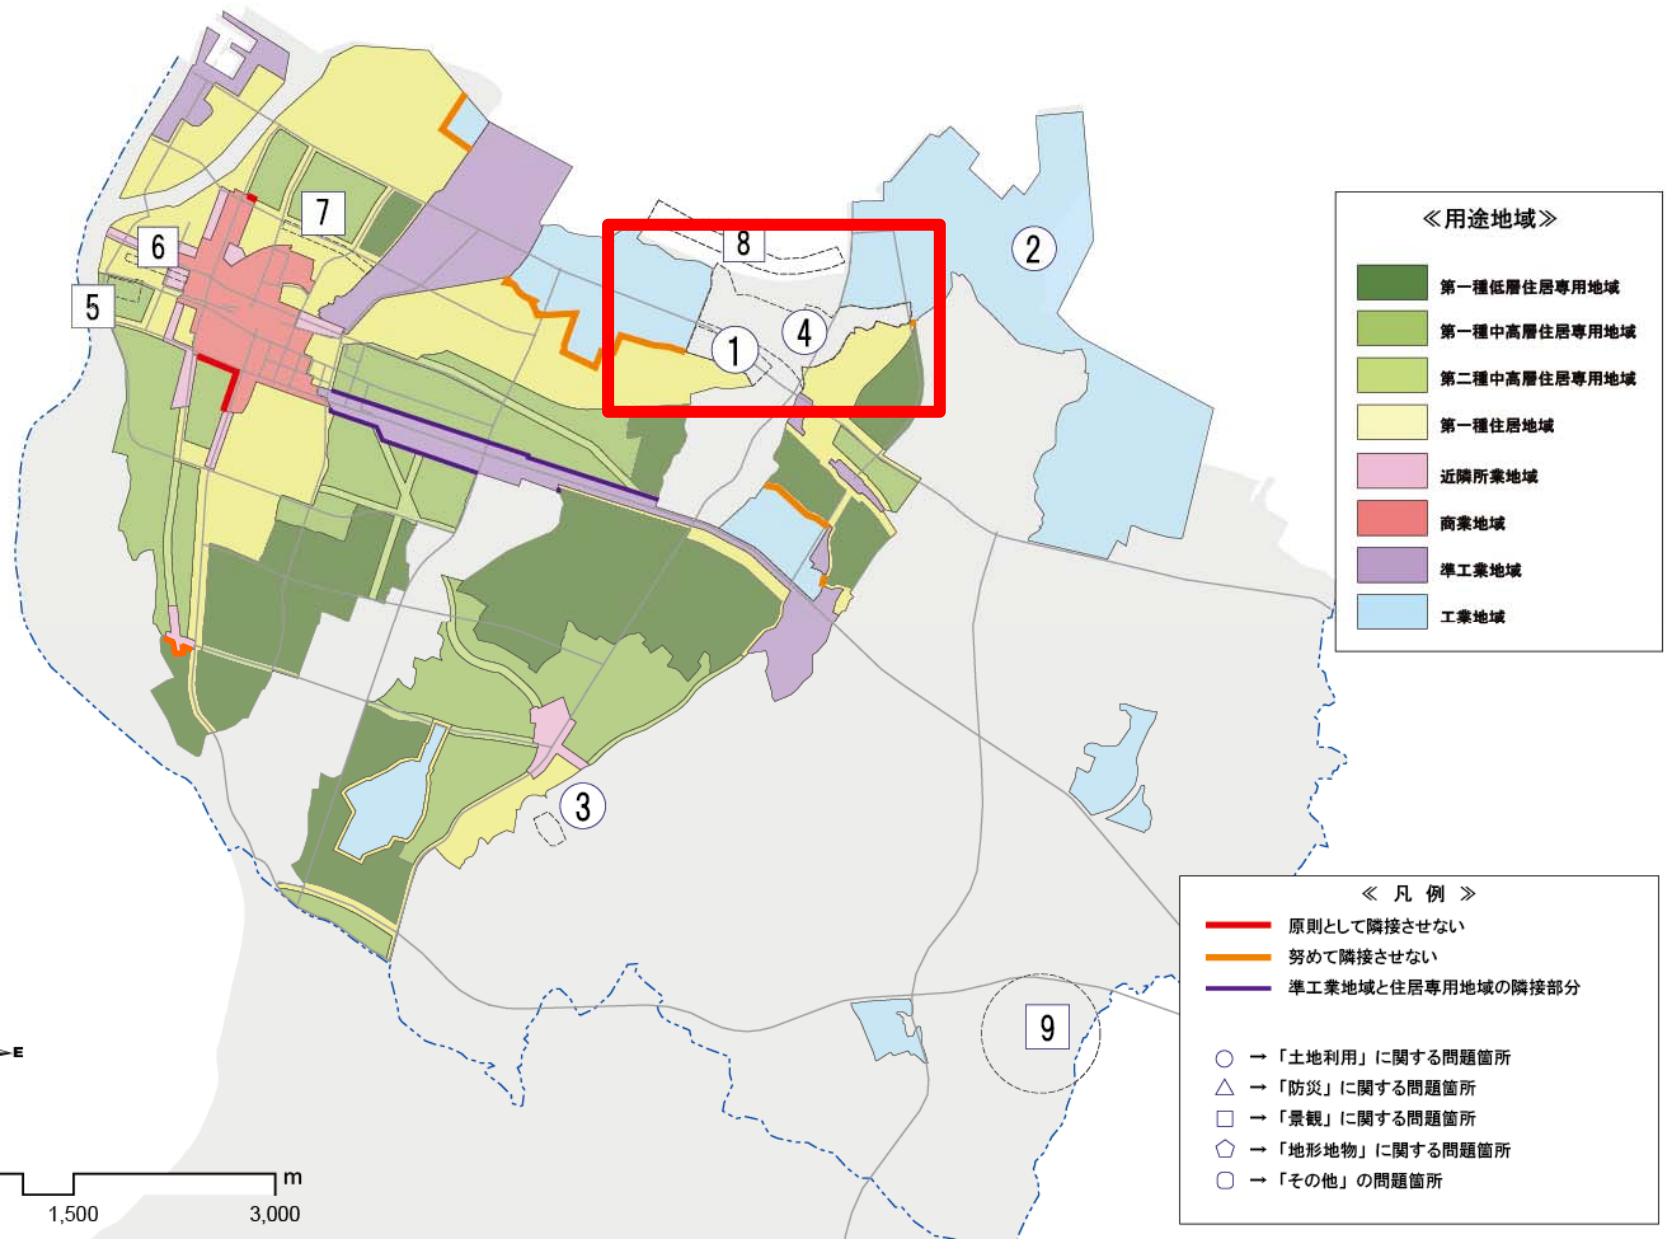 7
6
5
8
1
4
2
3
9
≪用途地域≫
第一種低層住居専用地域
第一種中高層住居専用地域
第二種中高層住居専用地域
第一種住居地域
近隣所業地域
商業地域
準工業地域
工業地域
≪ 凡 例 ≫
原則として隣接させない
努めて隣接させない
準工業地域と住居専用地域の隣接部分
○ → 「土地利用」に関する問題箇所
△ → 「防災」に関する問題箇所
□ → 「景観」に関する問題箇所
→ 「地形地物」に関する問題箇所
→ 「その他」の問題箇所
E
m
1,500 3,000